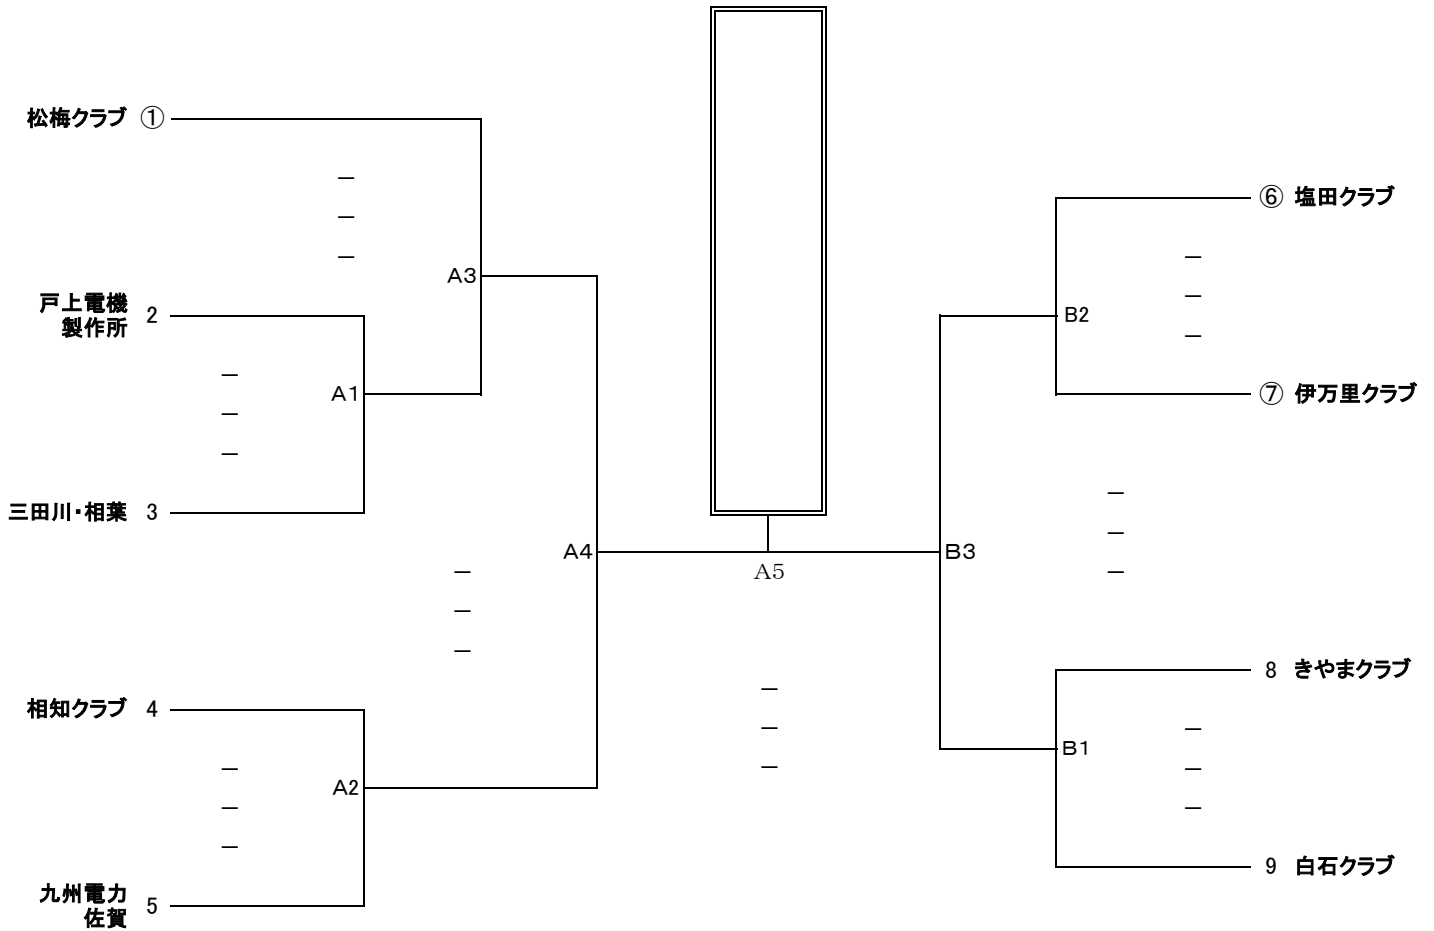 松梅クラブ ①
－
－
－
A3
戸上電機
製作所
2
－
－
－
A1
三田川・相葉 3
A4
－
－
－
相知クラブ 4
－
－
－
A2
九州電力
佐賀
5
A5
－
－
－
⑥ 塩田クラブ
－
－
－
B2
⑦ 伊万里クラブ
－
－
－
B3
8 きやまクラブ
－
－
－
B1
9 白石クラブ